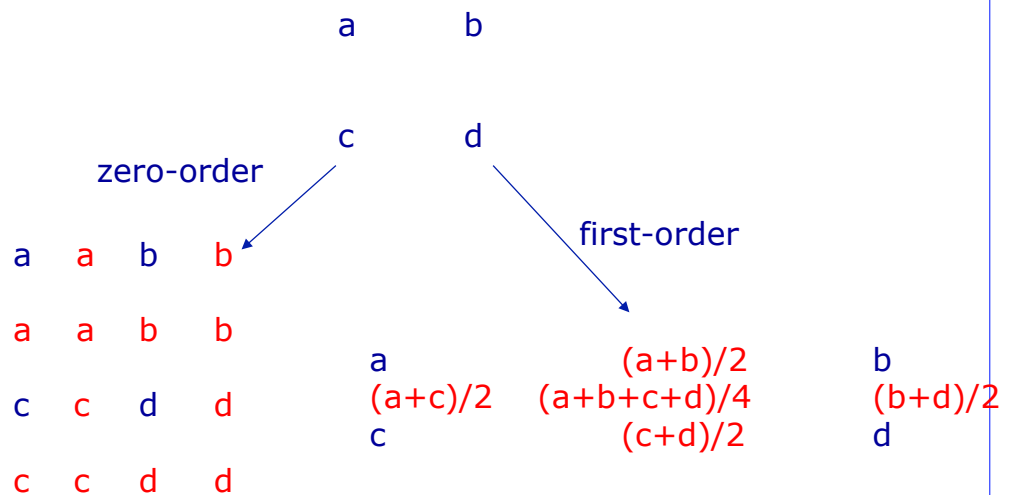 a b
c d
zero-order
first-order
a a b b
a a b b
c c d d
c c d d
a (a+b)/2 b
(a+c)/2 (a+b+c+d)/4 (b+d)/2
c (c+d)/2 d